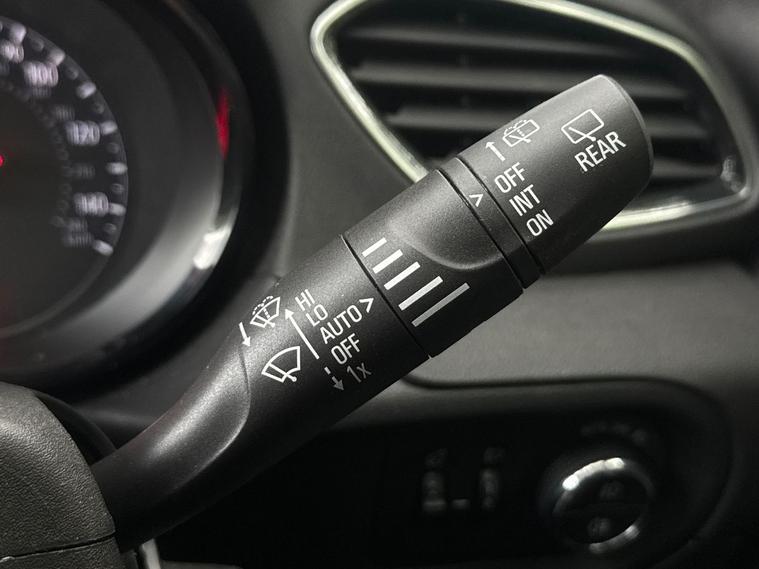 REAR
OFF
INT
ON
HI
LO
AUTO >
OFF
1x
100
120
140